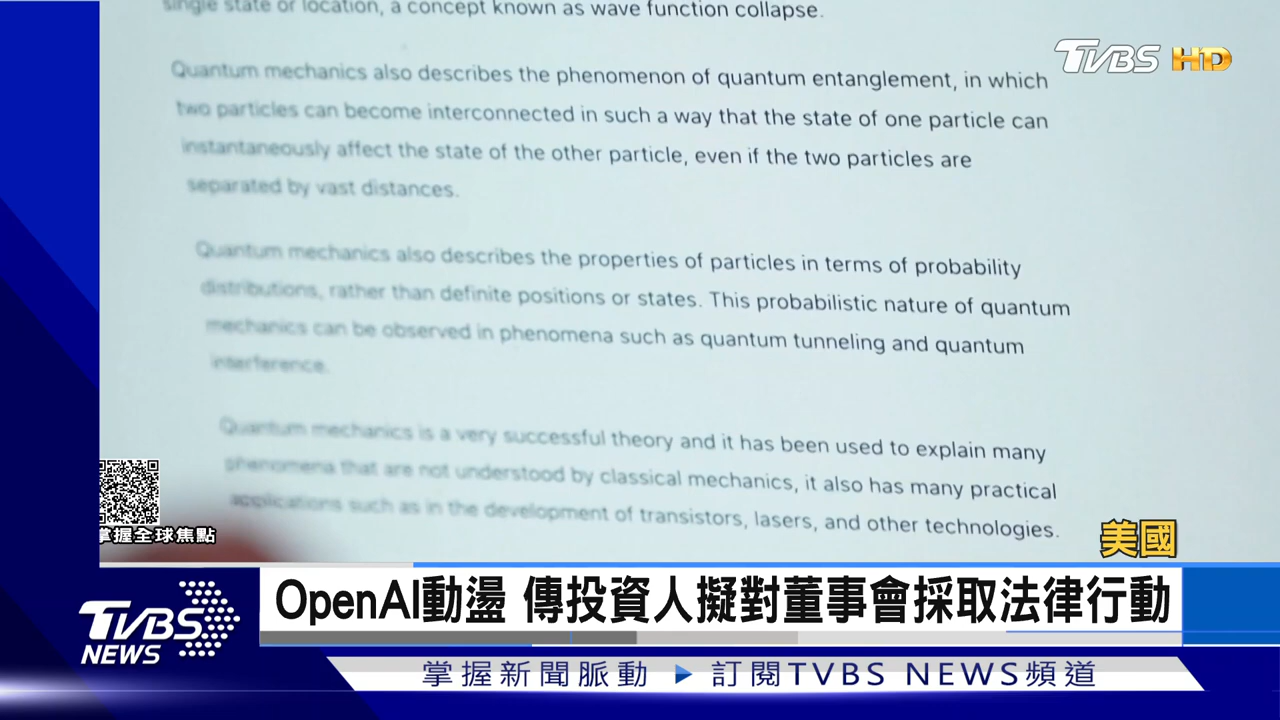 single state or location, a concept known as wave function collapse.
TVBS HD
Quantum mechanics also describes the phenomenon of quantum entanglement, in which
two particles can become interconnected in such a way that the state of one particle can
instantaneously affect the state of the other particle, even if the two particles are
separated by vast distances.
Quantum mechanics also describes the properties of particles in terms of probability
distributions, rather than definite positions or states. This probabilistic nature of quantum
mechanics can be observed in phenomena such as quantum tunneling and quantum
interference.
Quantum mechanics is a very successful theory and it has been used to explain many
phenomena that are not understood by classical mechanics, it also has many practical
applications such as in the development of transistors, lasers, and other technologies.
掌握全球焦點
美國
OpenAI動盪 傳投資人擬對董事會採取法律行動
TVBS
NEWS
掌握新聞脈動 ► 訂閱TVBS NEWS頻道